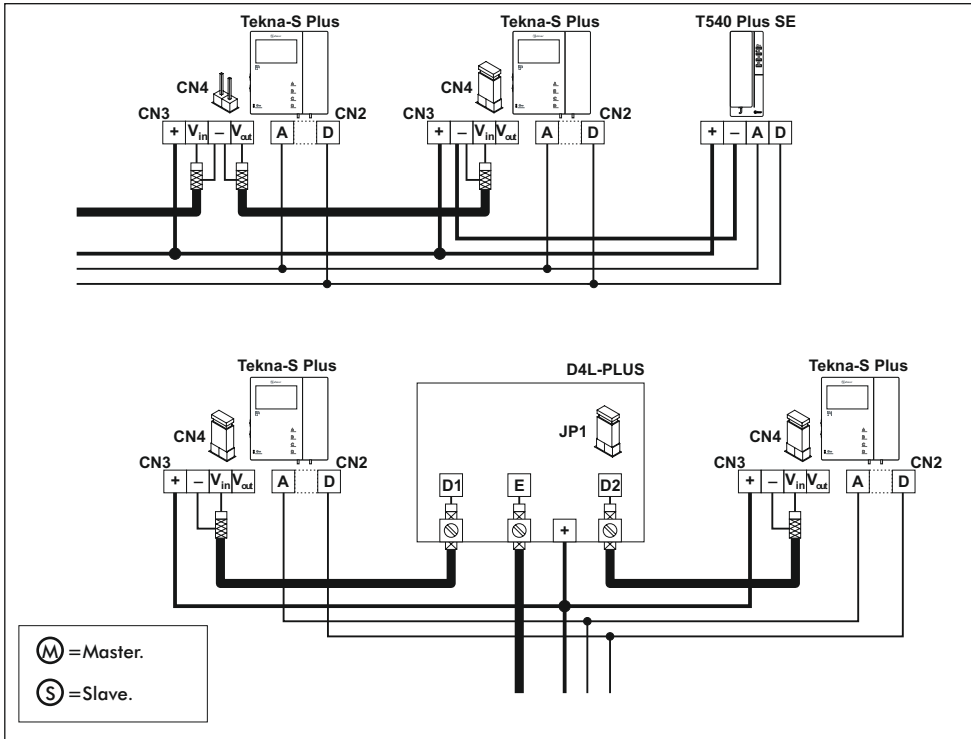 Tekna-S Plus Tekna-S Plus T540 Plus SE
CN4 CN4
CN3 CN2 CN3 CN2
+ Vin – Vout A D + – Vin Vout A D + – A D
Tekna-S Plus D4L-PLUS Tekna-S Plus
CN4 JP1 CN4
CN3 CN2 CN3 CN2
+ – Vin Vout A D D1 E + D2 + – Vin Vout A D
M =Master.
S =Slave.